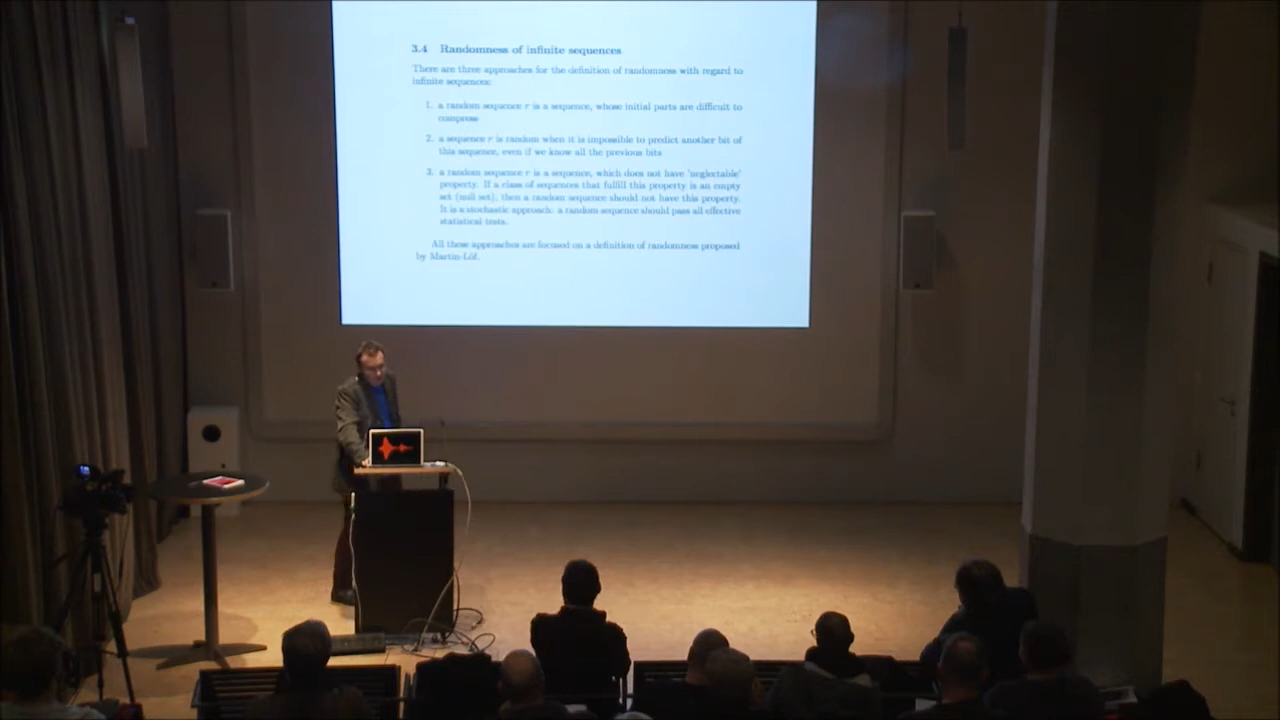 3.4 Randomness of infinite sequences
There are three approaches for the definition of randomness with regard to
infinite sequences:
1. a random sequence r is a sequence, whose initial parts are difficult to
compress
2. a sequence r is random when it is impossible to predict another bit of
this sequence, even if we know all the previous bits
3. a random sequence r is a sequence, which does not have 'neglectable'
property. If a class of sequences that fulfill this property is an empty
set (null set), then a random sequence should not have this property.
It is a stochastic approach: a random sequence should pass all effective
statistical tests.
All these approaches are focused on a definition of randomness proposed
by Martin-Löf.